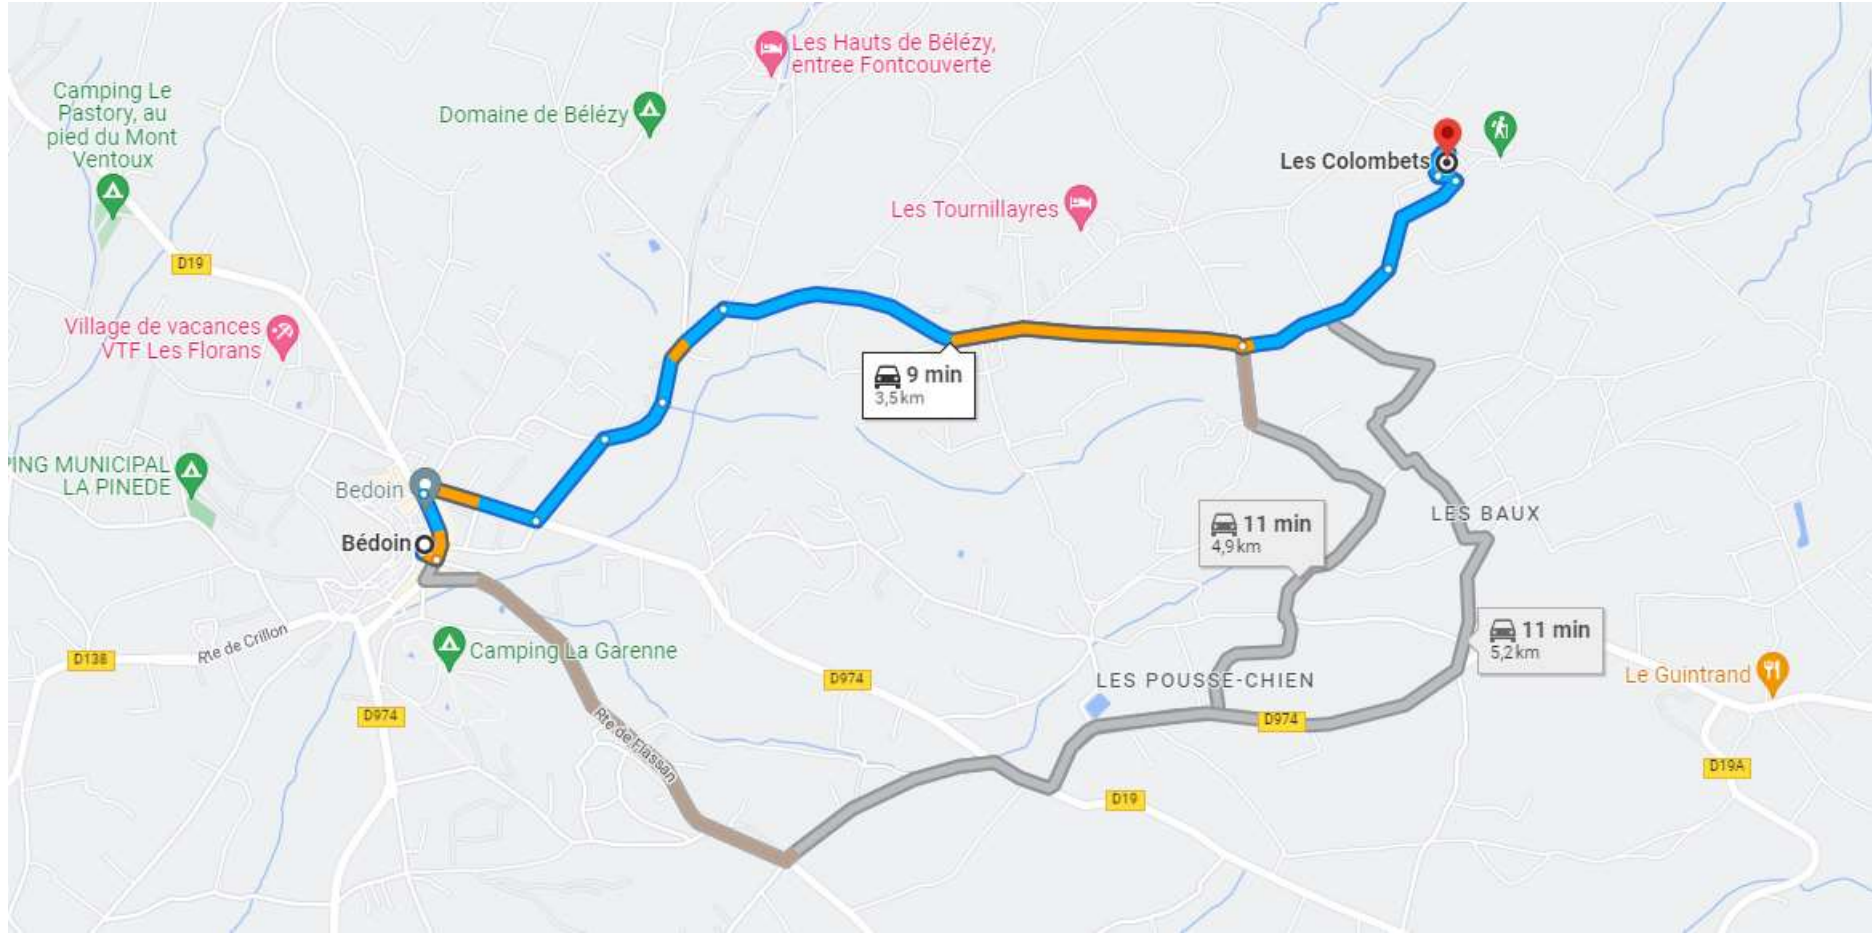 Les Hauts de Bélézy,
entree Fontcouverte
Camping Le
Pastory, au
pied du Mont
Ventoux
Domaine de Bélézy
Les Colombets
Les Tournillayres
D19
Village de vacances
VTF Les Florans
9 min
3,5 km
PING MUNICIPAL
LA PINEDE
Bedoin
Bédoin
11 min
4,9 km
LES BAUX
11 min
5,2 km
Rte de Crillon
D138
Camping La Garenne
LES POUSSE-CHIEN
Le Guintrand
D974
D974
D974
Rte de Flassan
D19A
D19